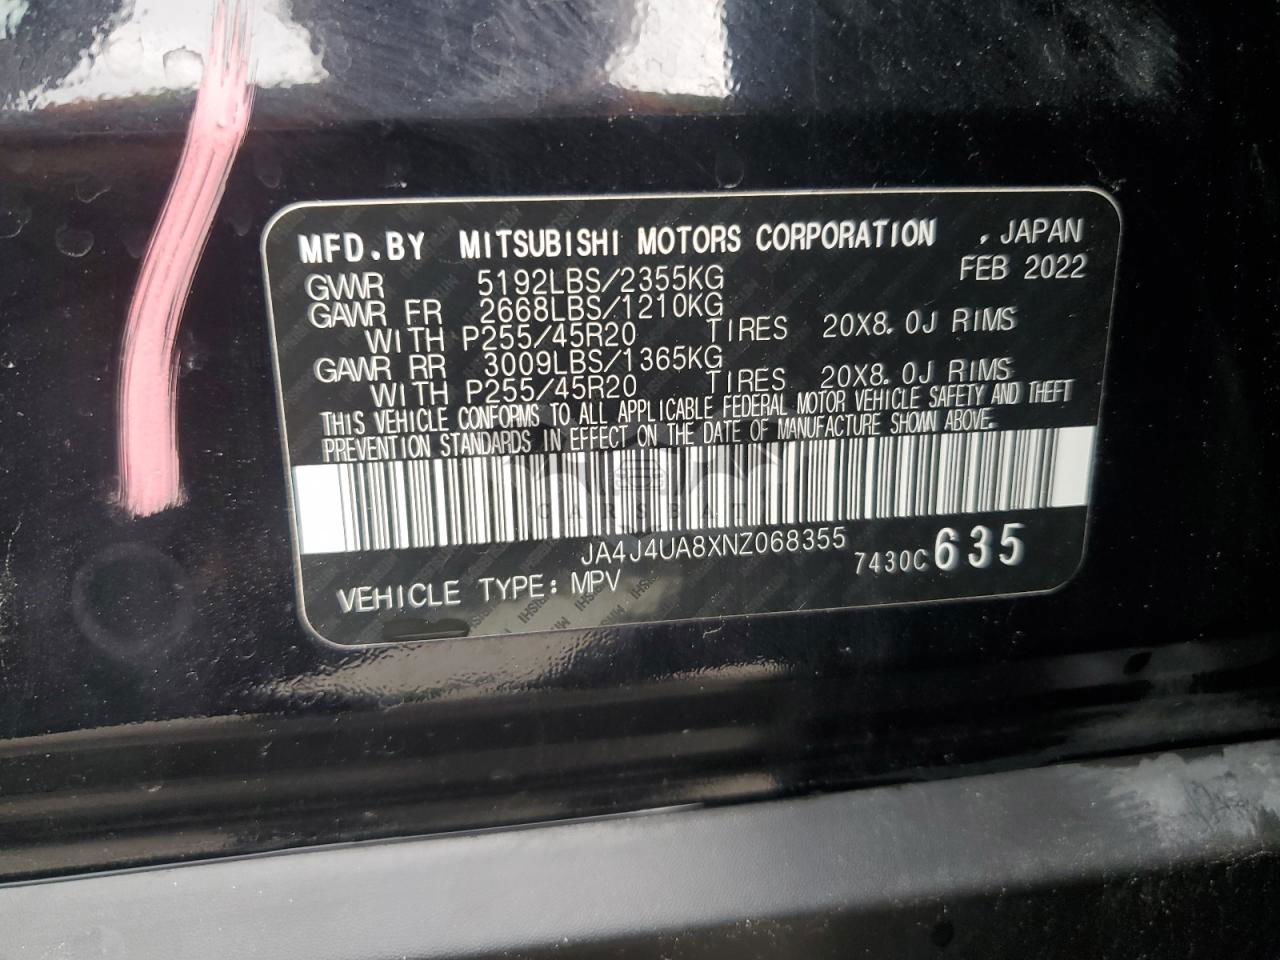 MFD.BY MITSUBISHI MOTORS CORPORATION , JAPAN
FEB 2022
GVWR 5192LBS/2355KG
GAWR FR 2668LBS/1210KG
WITH P255/45R20 TIRES 20X8.0J RIMS
GAWR RR 3009LBS/1365KG
WITH P255/45R20 TIRES 20X8.0J RIMS
THIS VEHICLE CONFORMS TO ALL APPLICABLE FEDERAL MOTOR VEHICLE SAFETY AND THEFT
PREVENTION STANDARDS IN EFFECT ON THE DATE OF MANUFACTURE SHOWN ABOVE.
JA4J4UA8XNZ068355
7430C635
VEHICLE TYPE: MPV